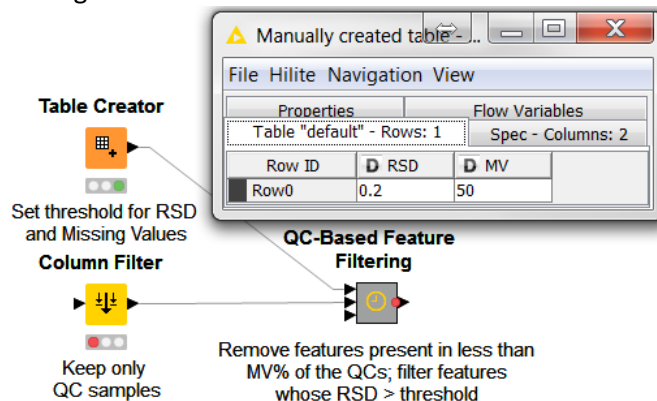 Manually created table - ...
File Hilite Navigation View
Properties Flow Variables
Table "default" - Rows: 1 Spec - Columns: 2
Row ID D RSD D MV
Row0 0.2 50
Table Creator
Set threshold for RSD
and Missing Values
Column Filter
Keep only
QC samples
QC-Based Feature
Filtering
Remove features present in less than
MV% of the QCs; filter features
whose RSD > threshold